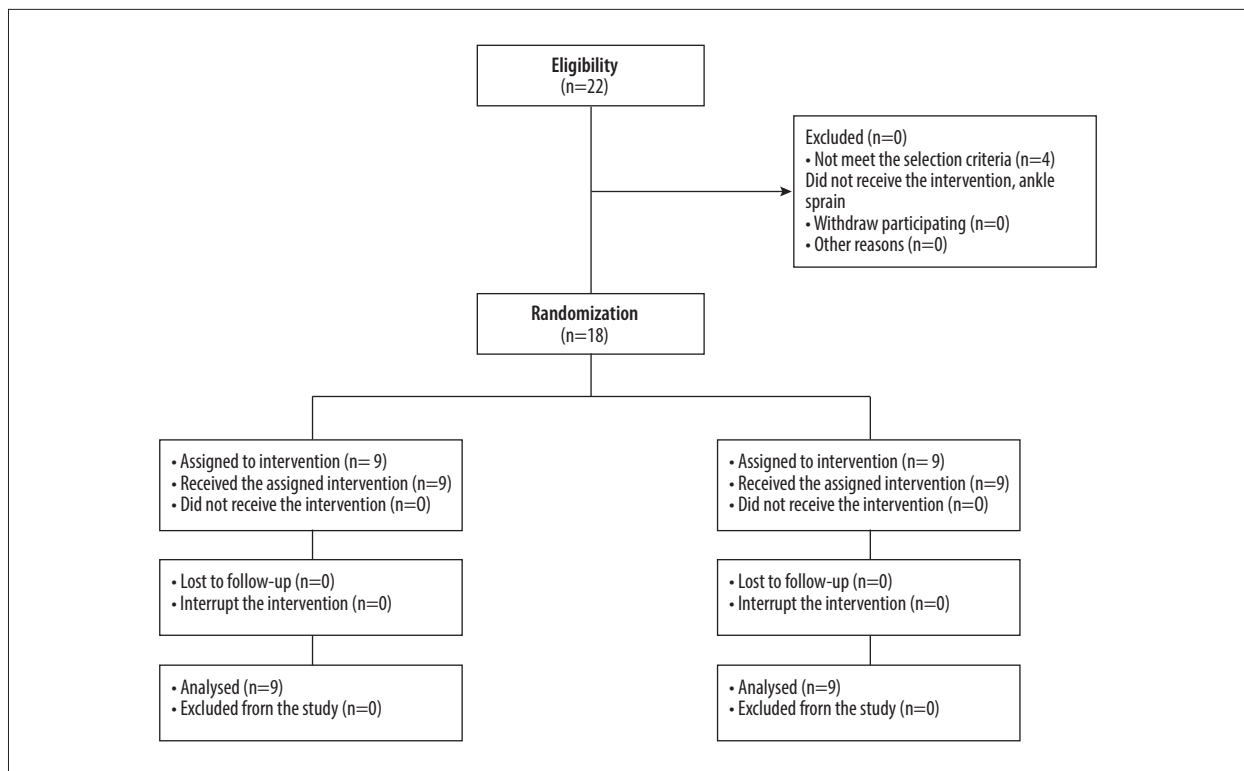 Eligibility
(n=22)
Excluded (n=0)
• Not meet the selection criteria (n=4)
Did not receive the intervention, ankle
sprain
• Withdraw participating (n=0)
• Other reasons (n=0)
Randomization
(n=18)
• Assigned to intervention (n= 9)
• Received the assigned intervention (n=9)
• Did not receive the intervention (n=O)
• Lost to follow-up (n=0)
• Interrupt the intervention (n=0)
• Analysed (n=9)
• Excluded frorn the study (n=0)
• Assigned to intervention (n= 9)
• Received the assigned intervention (n=9)
• Did not receive the intervention (n=O)
• Lost to follow-up (n=0)
• Interrupt the intervention (n=0)
• Analysed (n=9)
• Excluded frorn the study (n=0)